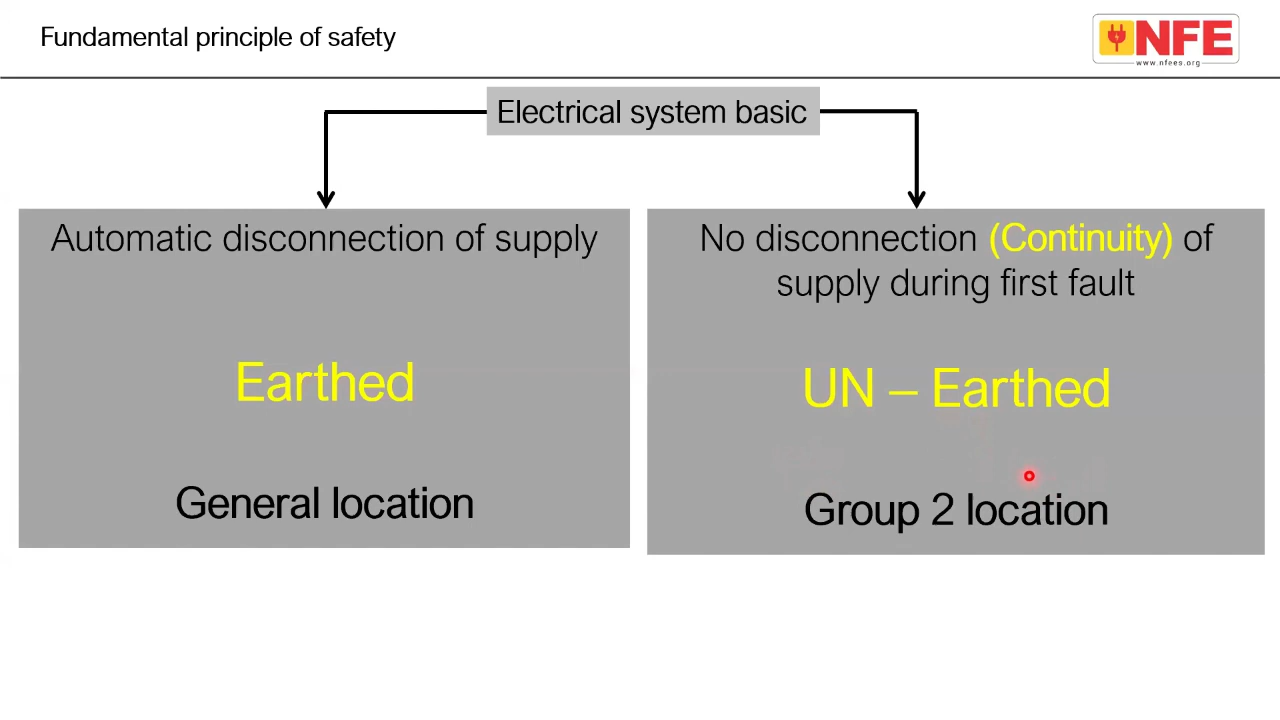 Fundamental principle of safety
NFE
www.nfees.org
Electrical system basic
Automatic disconnection of supply
Earthed
General location
No disconnection (Continuity) of
supply during first fault
UN – Earthed
Group 2 location